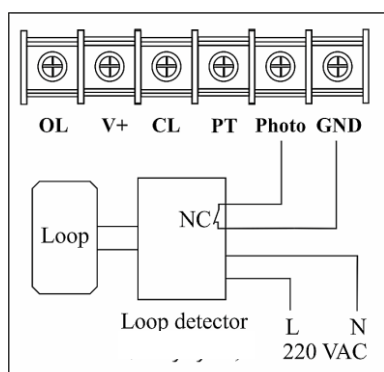 OL V+ CL PT Photo GND
NC
Loop
Loop detector
L N
220 VAC